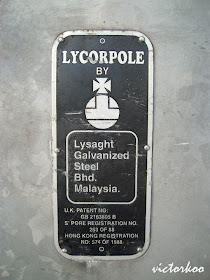 LYCORPOLE
BY
Lysaght
Galvanized
Steel
Bhd.
Malaysia.
U.K. PATENT NO:
GB 2193805 B
S' PORE REGISTRATION NO:
263 OF 88
HONG KONG REGISTRATION
NO: 574 OF 1988
victorkoo